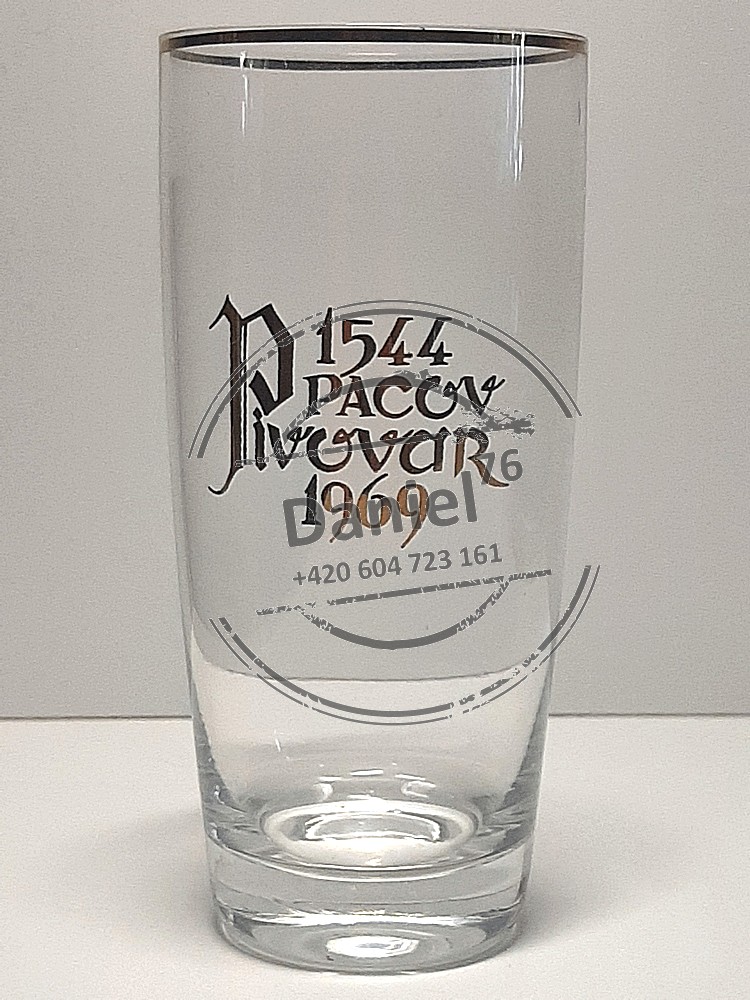 1544
PACOV
Pivovar
1969
Daniel76
+420 604 723 161